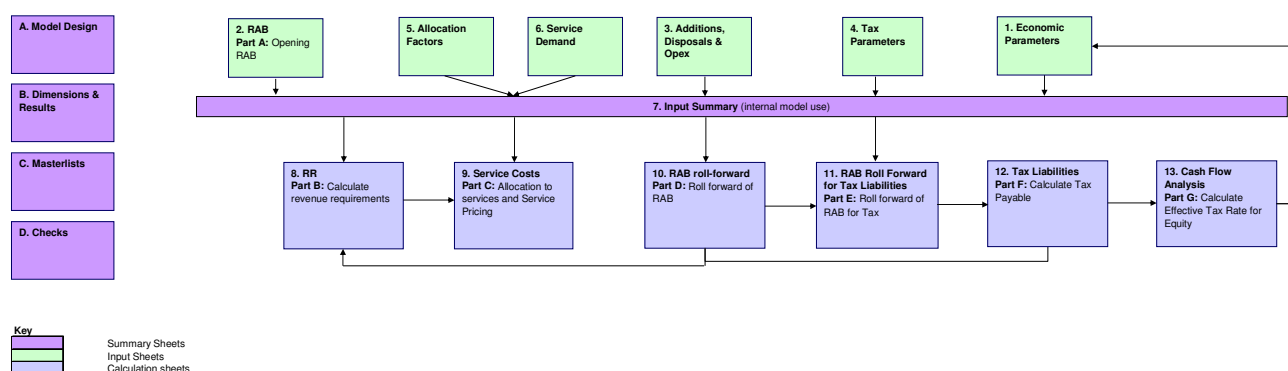 A. Model Design
B. Dimensions &
Results
C. Masterlists
D. Checks
2. RAB
Part A: Opening
RAB
5. Allocation
Factors
6. Service
Demand
3. Additions,
Disposals &
Opex
4. Tax
Parameters
1. Economic
Parameters
7. Input Summary (internal model use)
8. RR
Part B: Calculate
revenue requirements
9. Service Costs
Part C: Allocation to
services and Service
Pricing
10. RAB roll-forward
Part D: Roll forward of
RAB
11. RAB Roll Forward
for Tax Liabilities
Part E: Roll forward of
RAB for Tax
12. Tax Liabilities
Part F: Calculate Tax
Payable
13. Cash Flow
Analysis
Part G: Calculate
Effective Tax Rate for
Equity
Key
Summary Sheets
Input Sheets
Calculation sheets